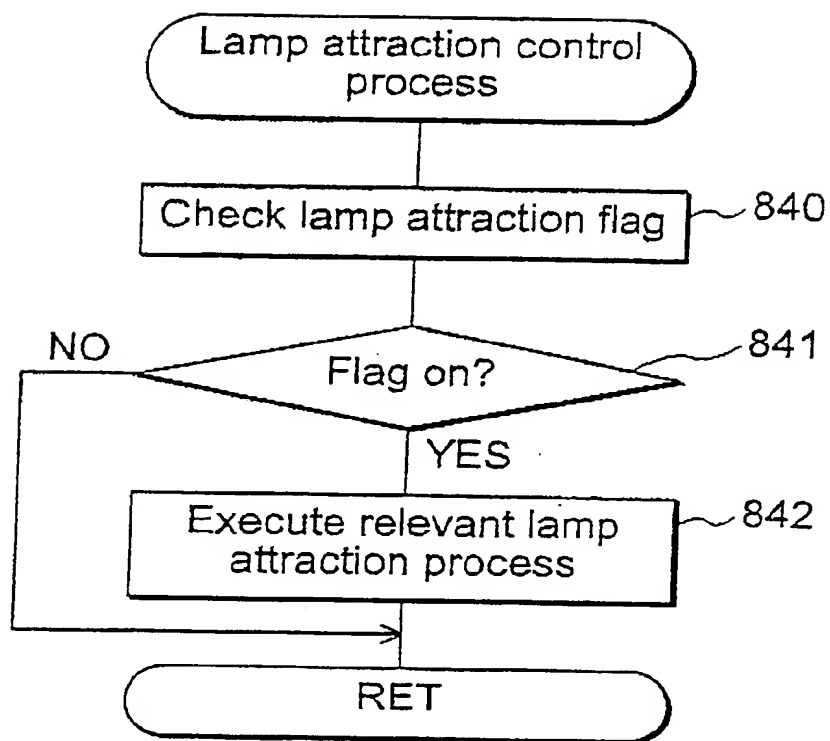 Lamp attraction control
process
Check lamp attraction flag
840
NO
Flag on?
841
YES
Execute relevant lamp
attraction process
842
RET